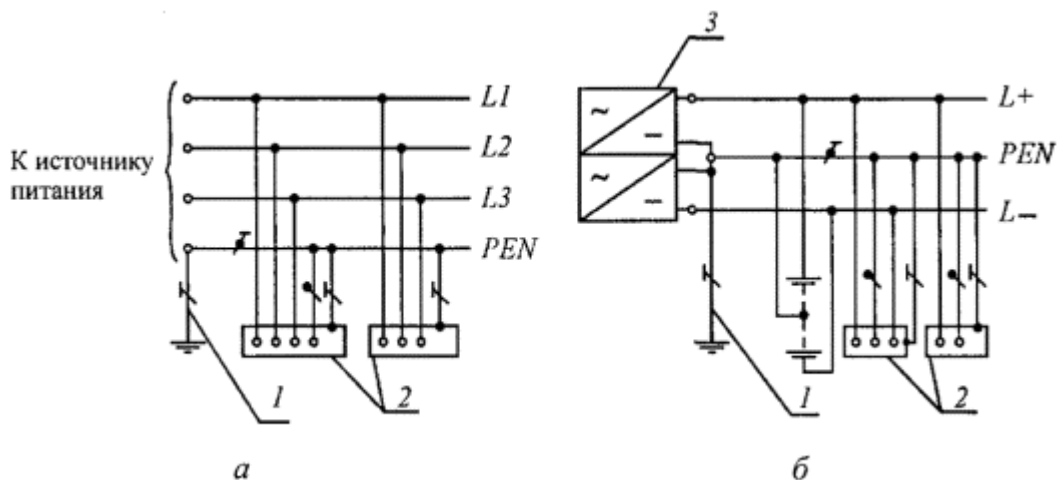 3
L1
L2
L3
PEN
К источнику
питания
L+
PEN
L–
1
2
1
2
а
б